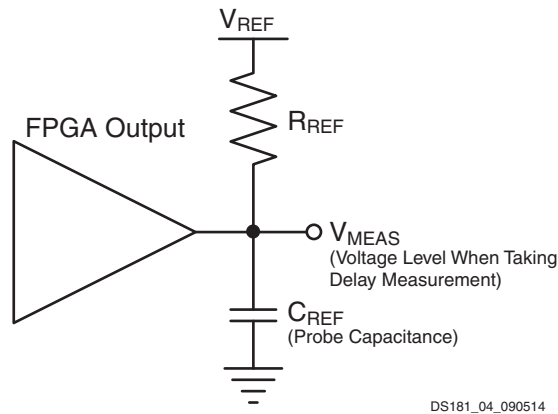 VREF
RREF
FPGA Output
VMEAS
(Voltage Level When Taking
Delay Measurement)
CREF
(Probe Capacitance)
DS181_04_090514